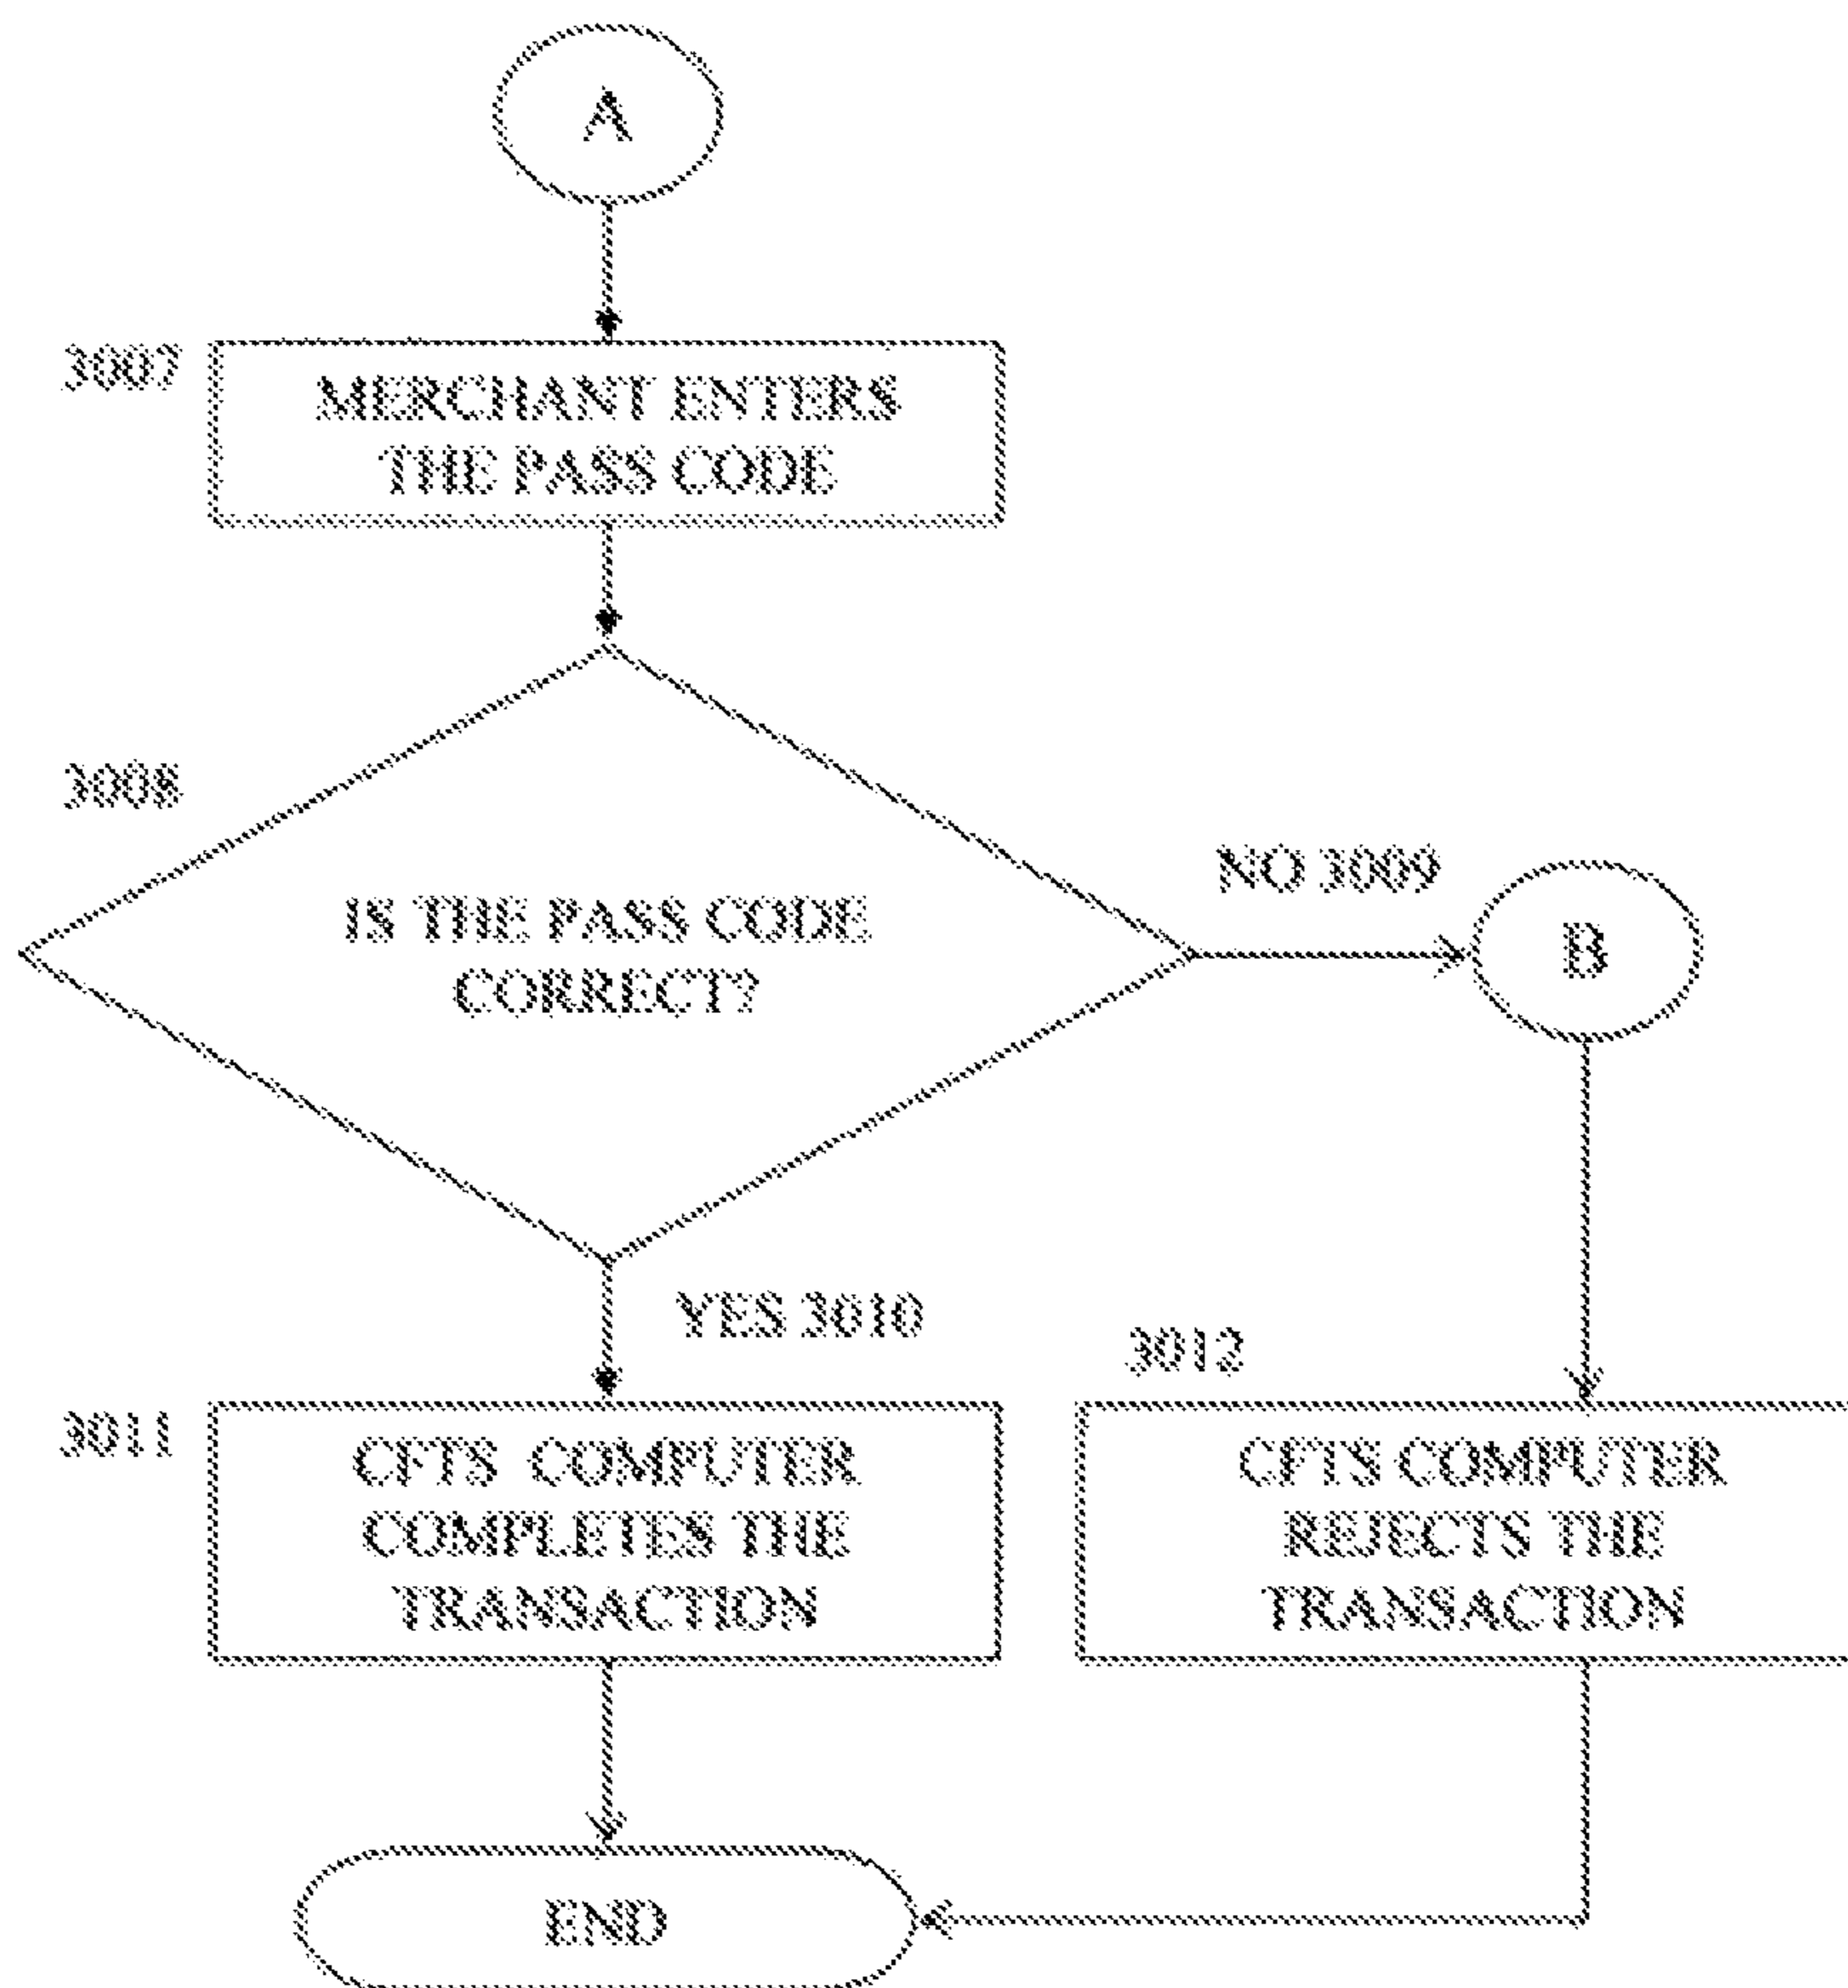 A
3007
MERCHANT ENTERS
THE PASS CODE
3008
IS THE PASS CODE
CORRECT?
NO 3009
B
YES 3010
3011
CFTS COMPUTER
COMPLETES THE
TRANSACTION
3012
CFTS COMPUTER
REJECTS THE
TRANSACTION
END